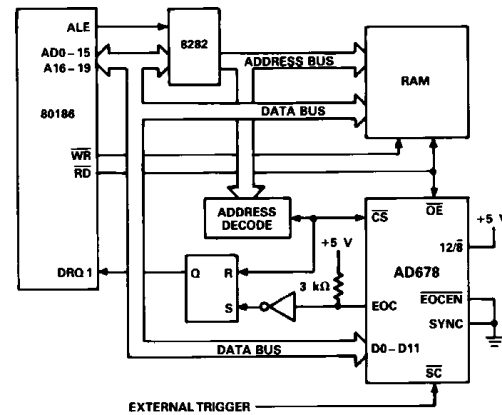 ALE
8282
AD0–15
A16–19
ADDRESS BUS
RAM
80186
DATA BUS
WR
RD
ADDRESS
DECODE
CS
OE
+5 V
12/8
+5 V
AD678
DRQ 1
Q
R
S
3 kΩ
EOC
EOCEN
SYNC
D0–D11
DATA BUS
SC
EXTERNAL TRIGGER